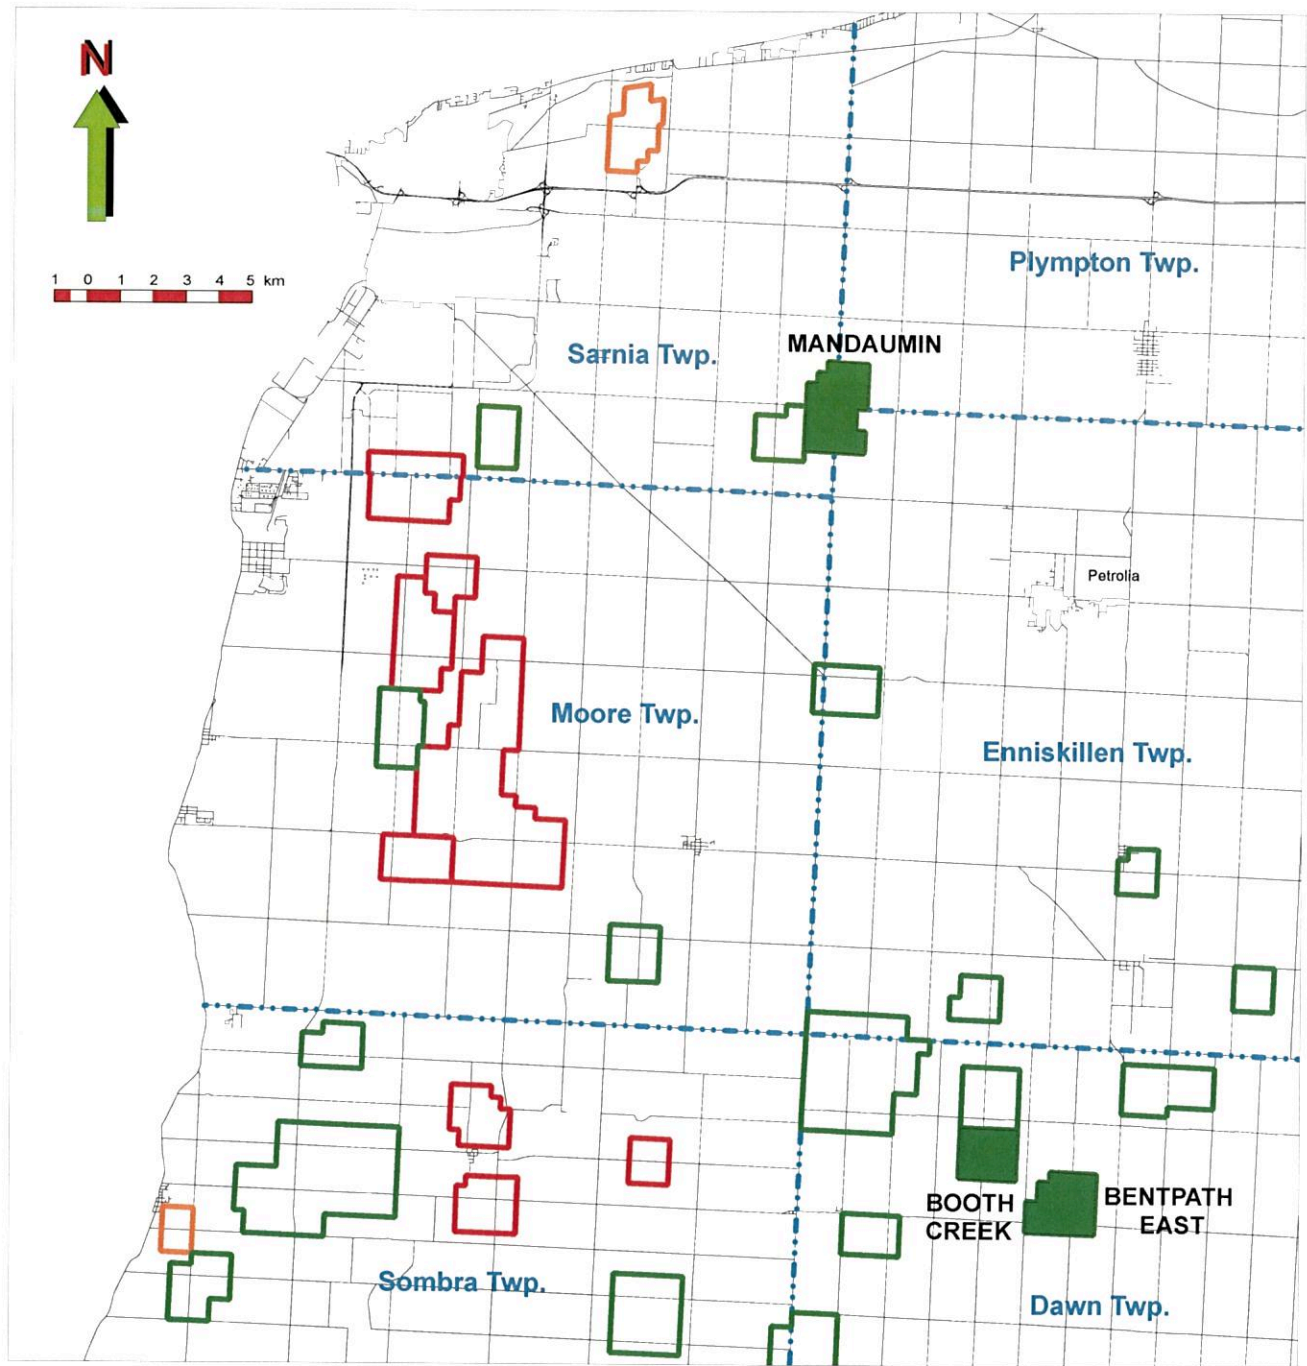 N
1 0 1 2 3 4 5 km
Plympton Twp.
Sarnia Twp.
MANDAUMIN
Petrolia
Moore Twp.
Enniskillen Twp.
BOOTH
CREEK
BENTPATH
EAST
Sombra Twp.
Dawn Twp.